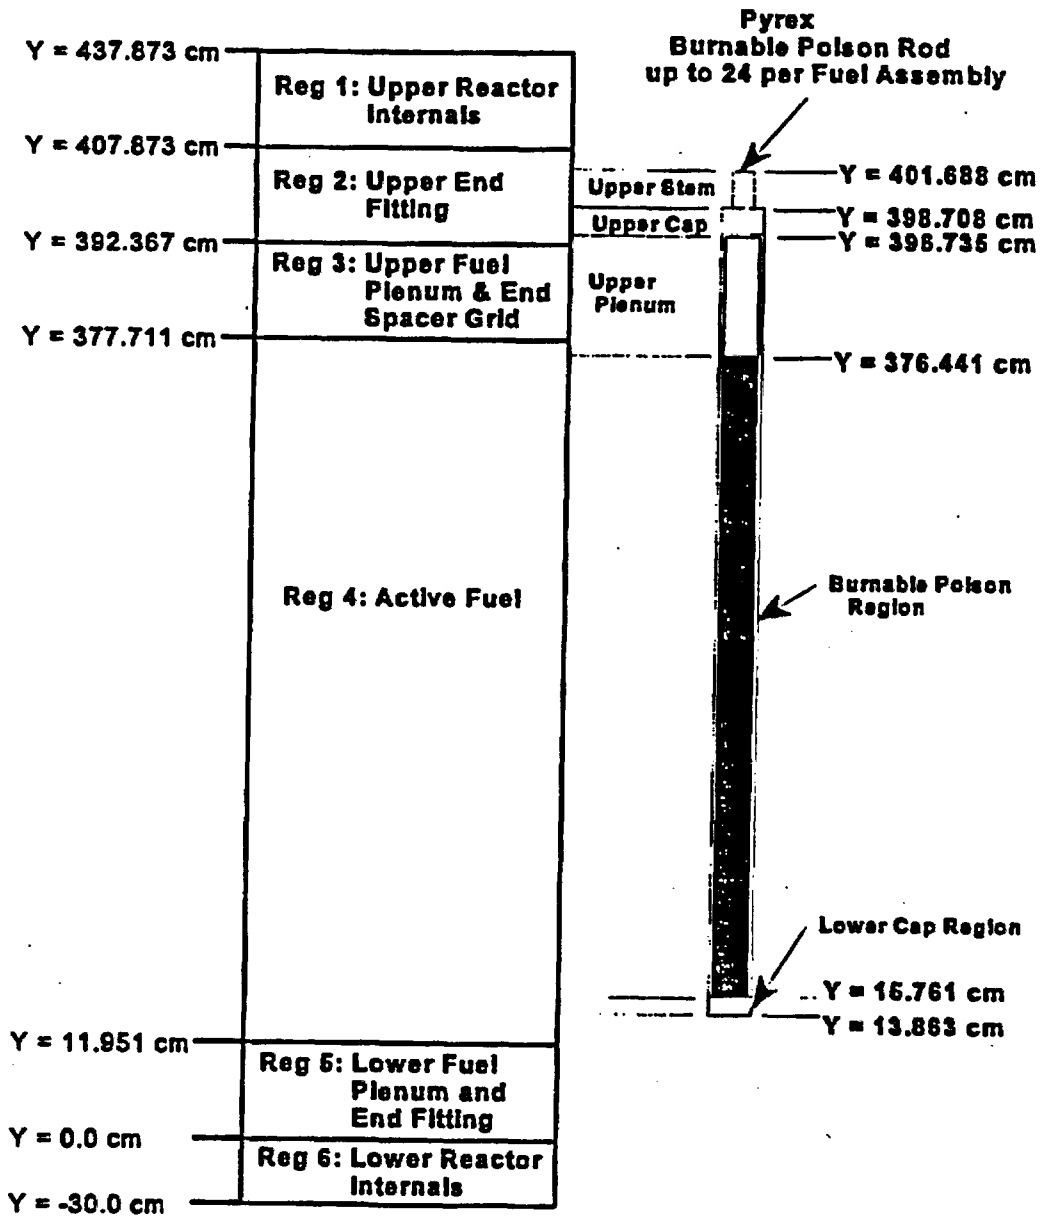 Pyrex
Burnable Poison Rod
up to 24 per Fuel Assembly
Y = 437.873 cm
Reg 1: Upper Reactor
Internals
Y = 407.873 cm
Reg 2: Upper End
Fitting
Upper Stem
Y = 401.688 cm
Upper Cap
Y = 398.708 cm
Y = 396.735 cm
Y = 392.367 cm
Reg 3: Upper Fuel
Plenum & End
Spacer Grid
Upper
Plenum
Y = 377.711 cm
Y = 376.441 cm
Reg 4: Active Fuel
Burnable Poison
Region
Lower Cap Region
Y = 15.761 cm
Y = 13.863 cm
Y = 11.951 cm
Reg 5: Lower Fuel
Plenum and
End Fitting
Y = 0.0 cm
Reg 6: Lower Reactor
Internals
Y = -30.0 cm